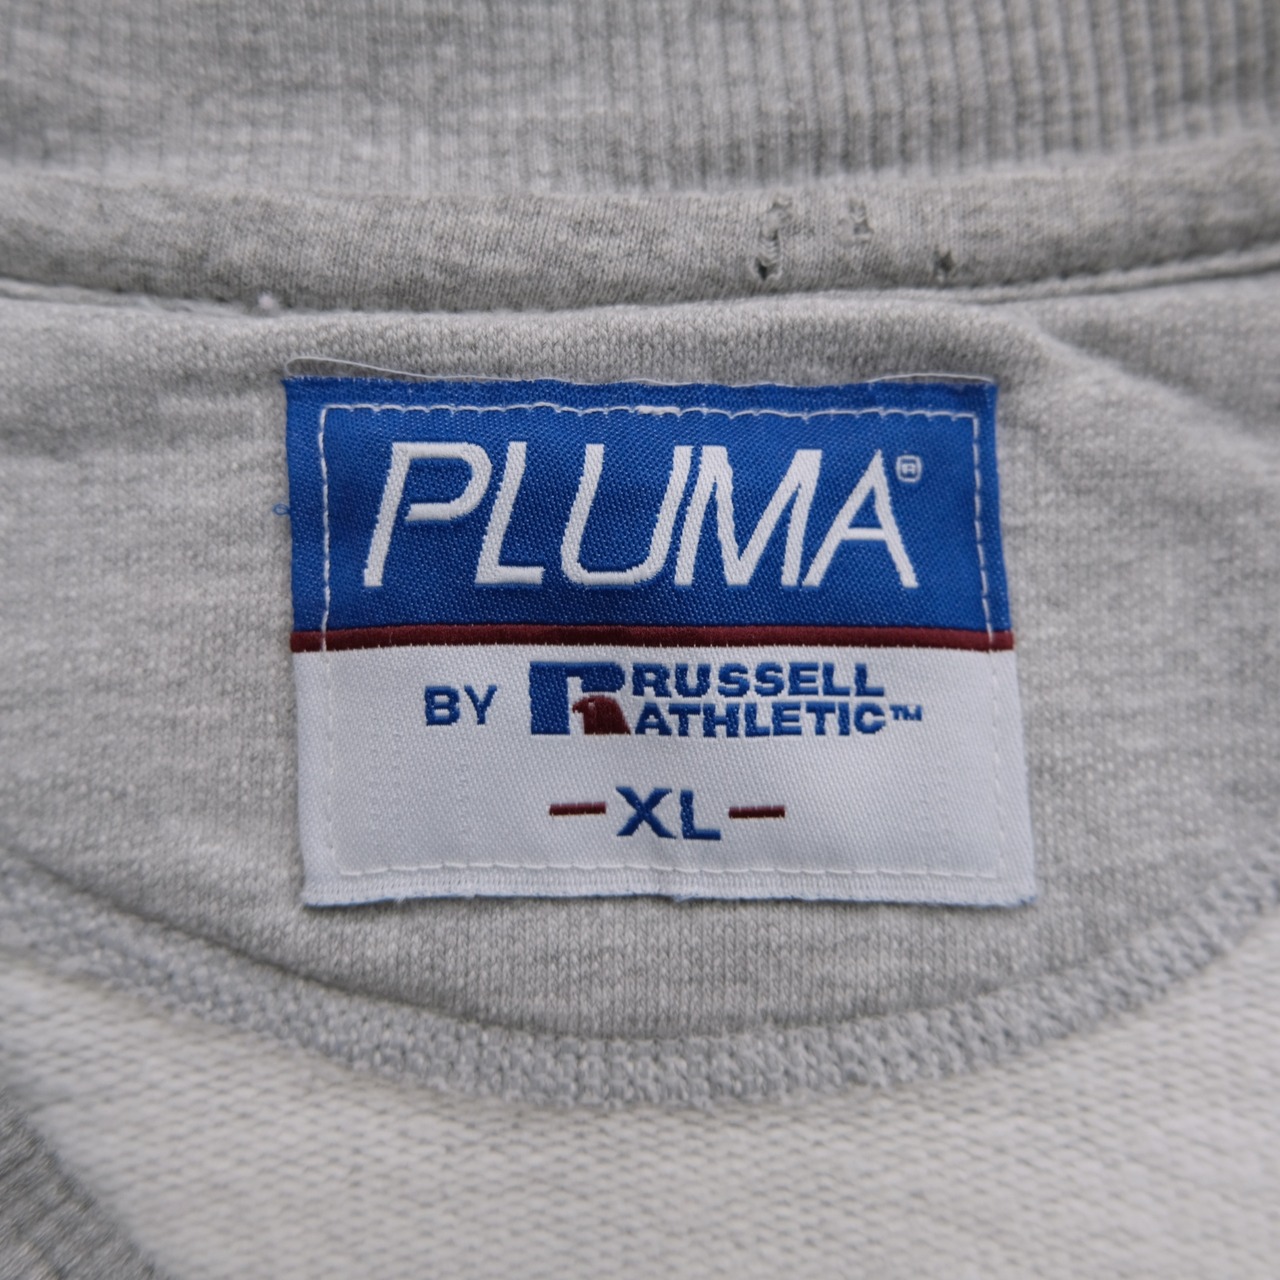 PLUMA®
BY RUSSELL
ATHLETIC™
-XL-